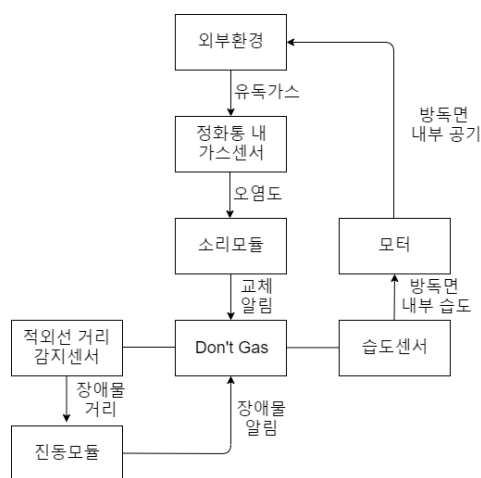 외부환경
유독가스
방독면
내부 공기
정화통 내
가스센서
오염도
소리모듈
모터
교체
알림
방독면
내부 습도
적외선 거리
감지센서
Don't Gas
습도센서
장애물
거리
장애물
알림
진동모듈